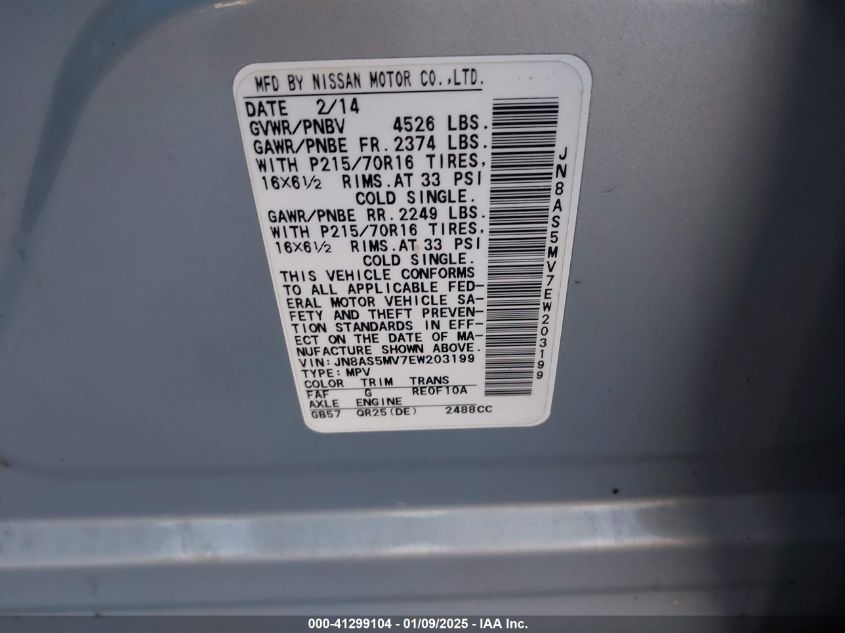 MFD BY NISSAN MOTOR CO.,LTD.
DATE 2/14
GVWR/PNBV 4526 LBS.
GAWR/PNBE FR. 2374 LBS.
WITH P215/70R16 TIRES,
16X6½ RIMS.AT 33 PSI
COLD SINGLE.
GAWR/PNBE RR. 2249 LBS.
WITH P215/70R16 TIRES,
16X6½ RIMS.AT 33 PSI
COLD SINGLE.
THIS VEHICLE CONFORMS
TO ALL APPLICABLE FED-
ERAL MOTOR VEHICLE SA-
FETY AND THEFT PREVEN-
TION STANDARDS IN EFF-
ECT ON THE DATE OF MA-
NUFACTURE SHOWN ABOVE.
VIN:JN8AS5MV7EW203199
TYPE:MPV
COLOR TRIM TRANS
FAF G RE0F10A
AXLE ENGINE
GB57 QR25(DE) 2488CC
JN8AS5MV7EW203199
000-41299104 — 01/09/2025 — IAA Inc.